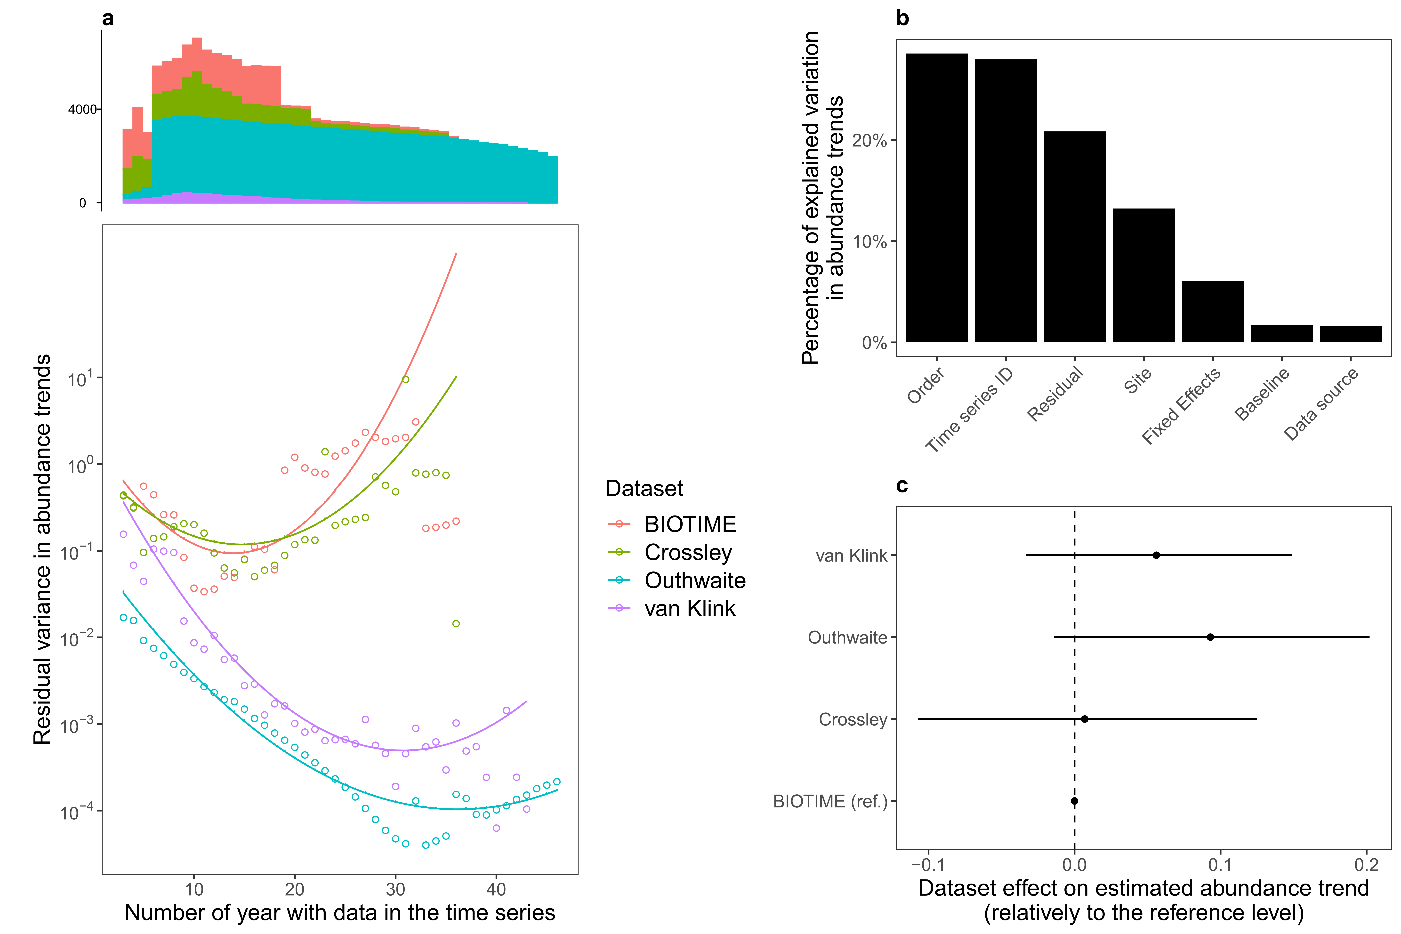 a
4000
0
Residual variance in abundance trends
10^1
10^0
10^−1
10^−2
10^−3
10^−4
10
20
30
40
Number of year with data in the time series
Dataset
BIOTIME
Crossley
Outhwaite
van Klink
b
Percentage of explained variation
in abundance trends
20%
10%
0%
Order
Time series ID
Residual
Site
Fixed Effects
Baseline
Data source
c
van Klink
Outhwaite
Crossley
BIOTIME (ref.)
−0.1
0.0
0.1
0.2
Dataset effect on estimated abundance trend
(relatively to the reference level)